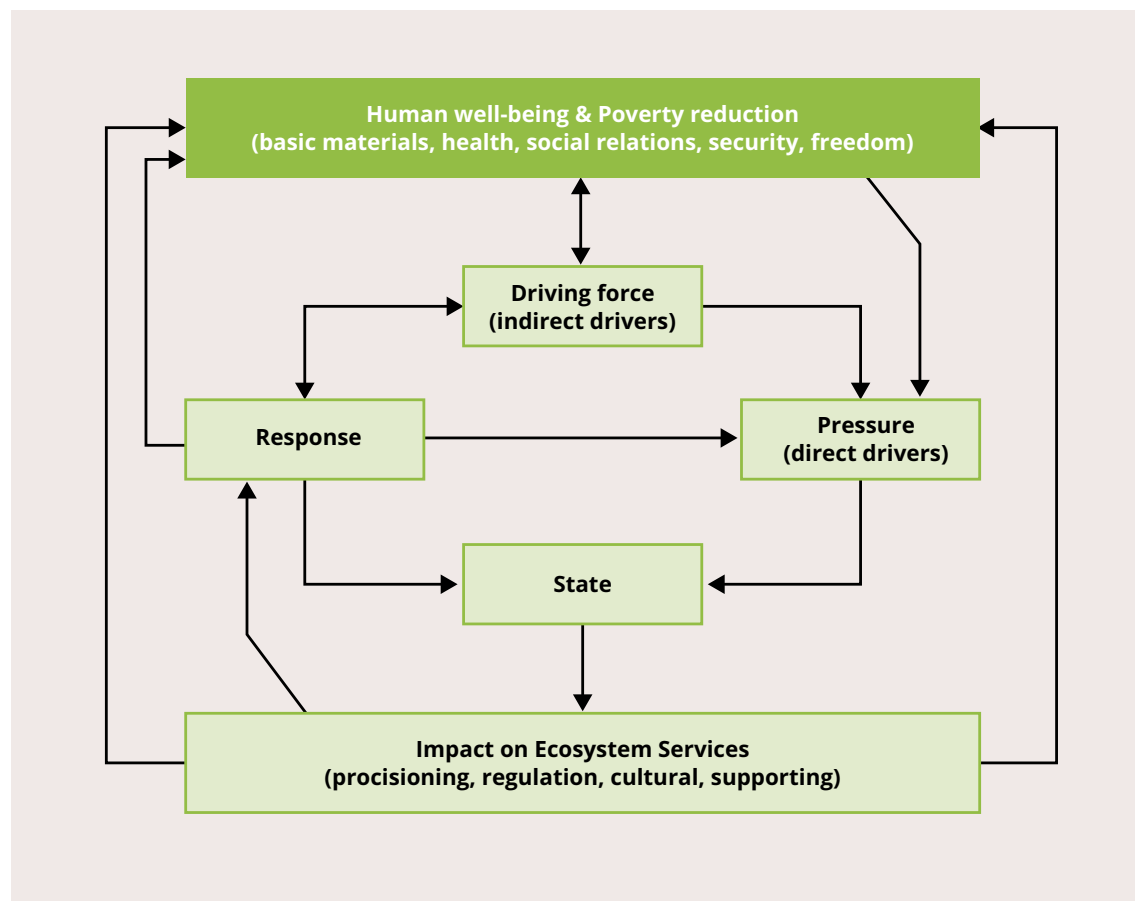 Human well-being & Poverty reduction
(basic materials, health, social relations, security, freedom)
Driving force
(indirect drivers)
Response
Pressure
(direct drivers)
State
Impact on Ecosystem Services
(procisioning, regulation, cultural, supporting)